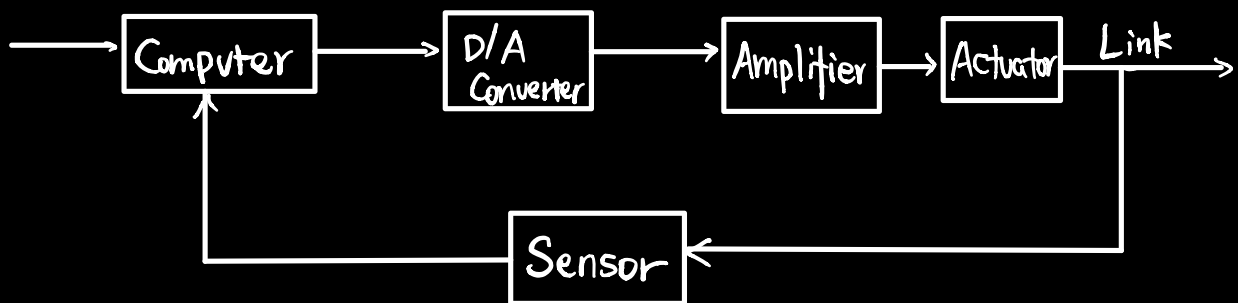 Computer
D/A
Converter
Amplifier
Actuator
Link
Sensor